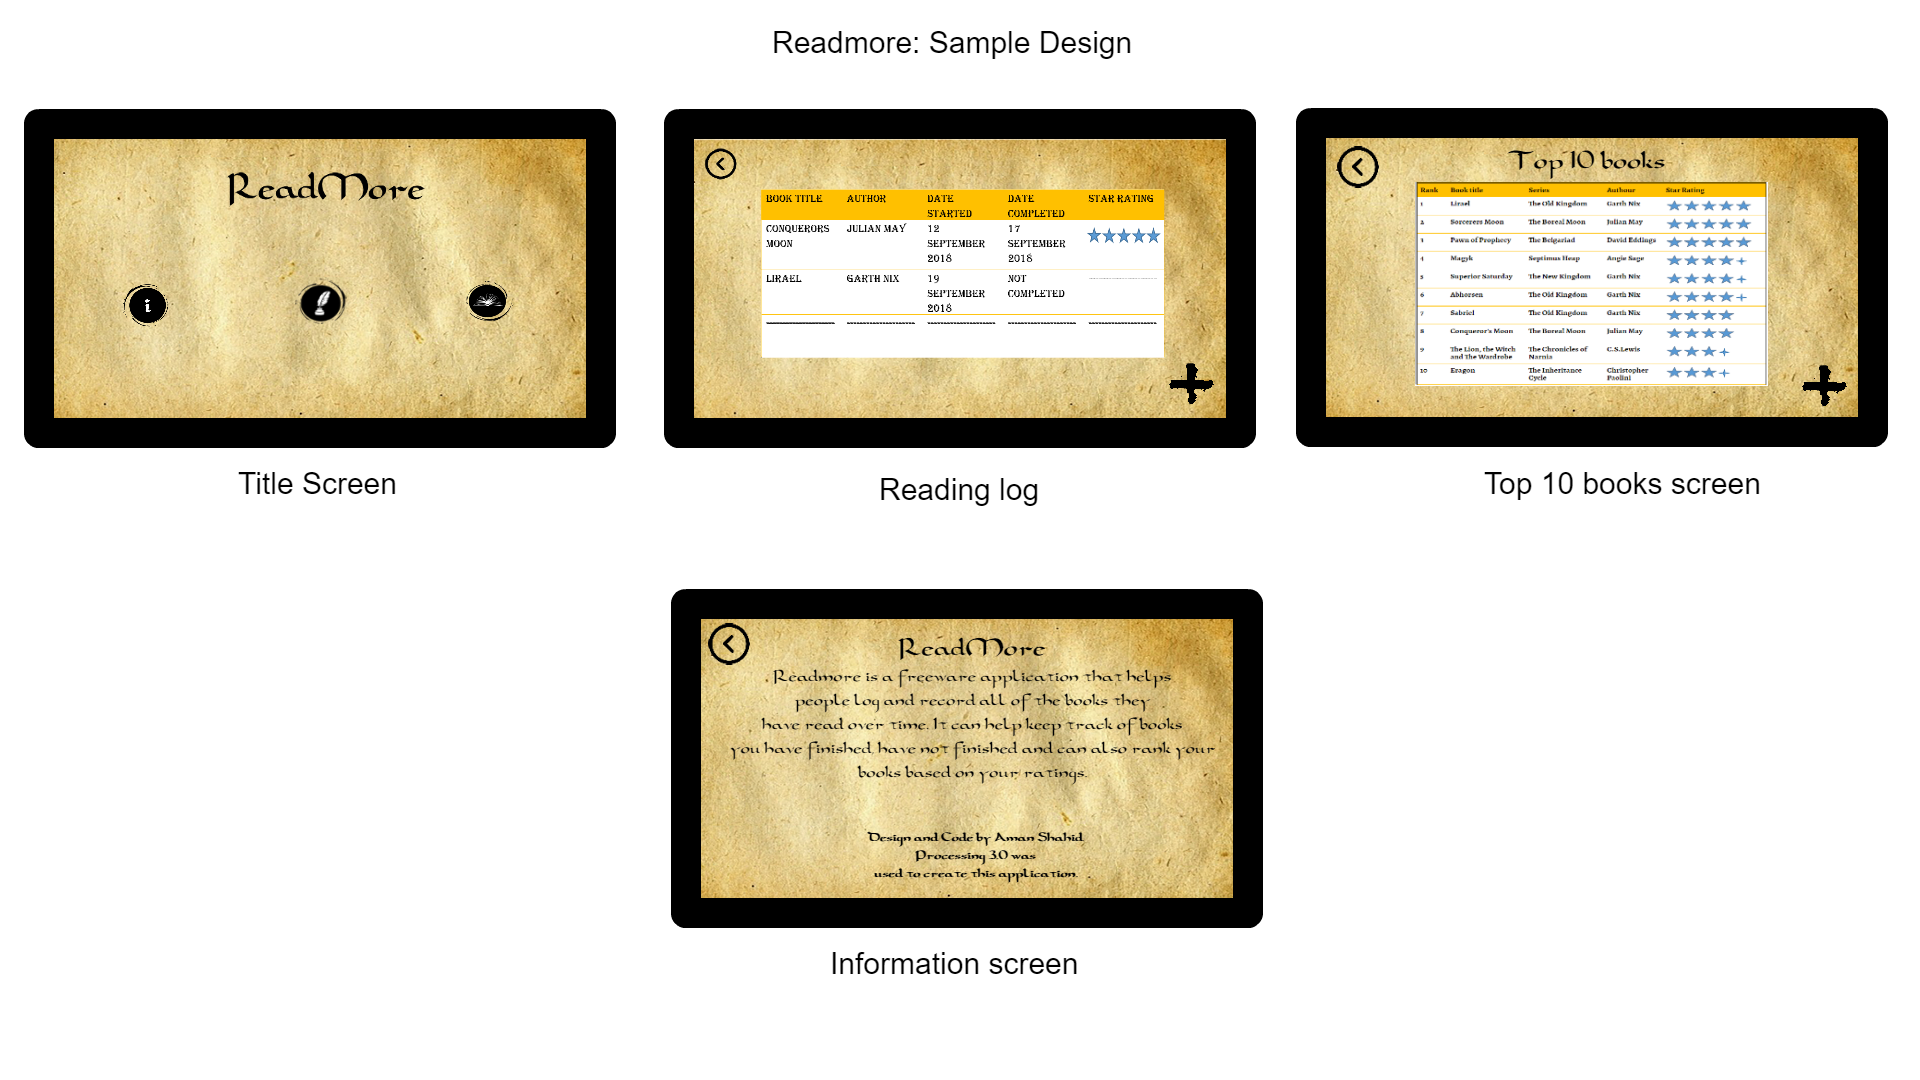 Readmore: Sample Design
ReadMore
i
Title Screen
BOOK TITLE AUTHOR DATE STARTED DATE COMPLETED STAR RATING
CONQUERORS MOON JULIAN MAY 12 SEPTEMBER 2018 17 SEPTEMBER 2018
LIRAEL GARTH NIX 19 SEPTEMBER 2018 NOT COMPLETED
Reading log
Top 10 books
Rank Book title Series Authour Star Rating
1 Lirael The Old Kingdom Garth Nix
2 Sorcerers Moon The Boreal Moon Julian May
3 Pawn of Prophecy The Belgariad David Eddings
4 Magyk Septimus Heap Angie Sage
5 Superior Saturday The New Kingdom Garth Nix
6 Abhorsen The Old Kingdom Garth Nix
7 Sabriel The Old Kingdom Garth Nix
8 Conqueror's Moon The Boreal Moon Julian May
9 The Lion, the Witch and The Wardrobe The Chronicles of Narnia C.S.Lewis
10 Eragon The Inheritance Cycle Christopher Paolini
Top 10 books screen
ReadMore
Readmore is a freeware application that helps
people log and record all of the books they
have read over time. It can help keep track of books
you have finished, have not finished and can also rank your
books based on your ratings.
Design and Code by Aman Shahid.
Processing 3.0 was
used to create this application.
Information screen